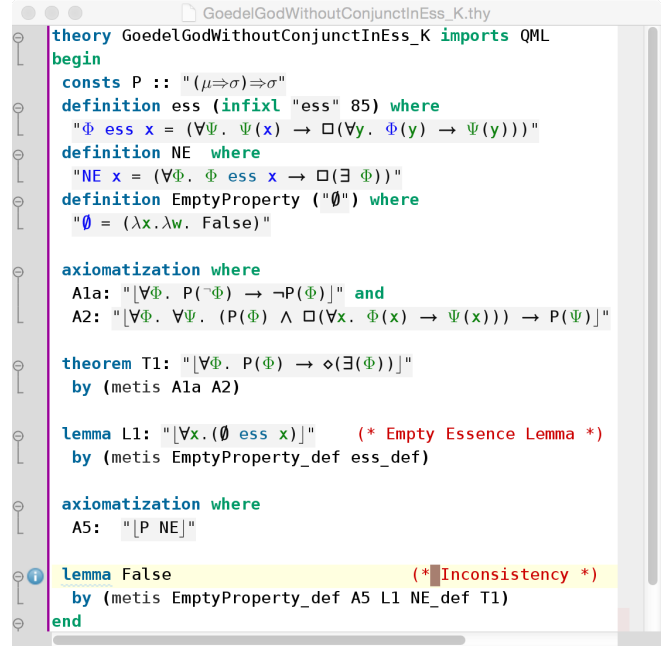 GoedelGodWithoutConjunctInEss_K.thy
theory GoedelGodWithoutConjunctInEss_K imports QML
begin
consts P :: "(μ⇒σ)⇒σ"
definition ess (infixl "ess" 85) where
"Φ ess x = (∀Ψ. Ψ(x) → □(∀y. Φ(y) → Ψ(y)))"
definition NE where
"NE x = (∀Φ. Φ ess x → □(∃ Φ))"
definition EmptyProperty ("∅") where
"∅ = (λx.λw. False)"
axiomatization where
A1a: "⌊∀Φ. P(¬Φ) → ¬P(Φ)⌋" and
A2: "⌊∀Φ. ∀Ψ. (P(Φ) ∧ □(∀x. Φ(x) → Ψ(x))) → P(Ψ)⌋"
theorem T1: "⌊∀Φ. P(Φ) → ⋄(∃(Φ))⌋"
by (metis A1a A2)
lemma L1: "⌊∀x.(∅ ess x)⌋" (* Empty Essence Lemma *)
by (metis EmptyProperty_def ess_def)
axiomatization where
A5: "⌊P NE⌋"
lemma False (* Inconsistency *)
by (metis EmptyProperty_def A5 L1 NE_def T1)
end